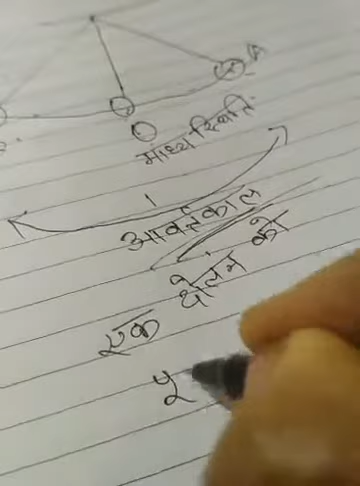 A
O
माध्य स्थिति
आवर्तकाल
एक दोलन को
पू